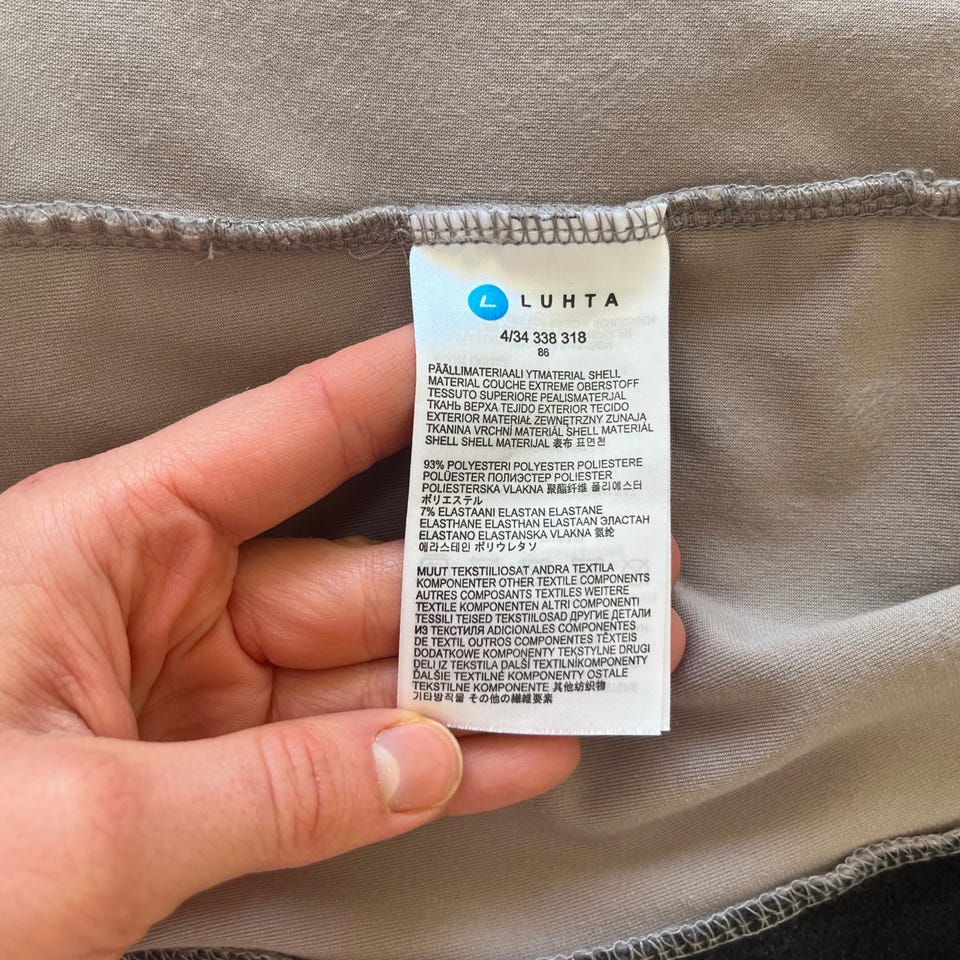 L LUHTA
4/34 338 318
86
PÄÄLLIMATERIAALI YTMATERIAL SHELL
MATERIAL COUCHE EXTREME OBERSTOFF
TESSUTO SUPERIORE PEALISMATERJAL
ТКАНЬ ВЕРХА TEJIDO EXTERIOR TECIDO
EXTERIOR MATERIAŁ ZEWNĘTRZNY ZUNAJA
TKANINA VRCHNÍ MATERIÁL SHELL MATERIÁL
SHELL SHELL MATERIJAL 表布 표면천
93% POLYESTERI POLYESTER POLIESTERE
POLÜESTER ПОЛИЭСТЕР POLIESTER
POLIESTERSKA VLAKNA 聚酯纤维 폴리에스터
ポリエステル
7% ELASTAANI ELASTAN ELASTANE
ELASTHANE ELASTHAN ELASTAAN ЭЛАСТАН
ELASTANO ELASTANSKA VLAKNA 氨纶
에라스테인 ポリウレタン
MUUT TEKSTIILIOSAT ANDRA TEXTILA
KOMPONENTER OTHER TEXTILE COMPONENTS
AUTRES COMPOSANTS TEXTILES WEITERE
TEXTILE KOMPONENTEN ALTRI COMPONENTI
TESSILI TEISED TEKSTIILOSAD ДРУГИЕ ДЕТАЛИ
ИЗ ТЕКСТИЛЯ ADICIONALES COMPONENTES
DE TEXTIL OUTROS COMPONENTES TÊXTEIS
DODATKOWE KOMPONENTY TEKSTYLNE DRUGI
DELI IZ TEKSTILA DALŠÍ TEXTILNÍKOMPONENTY
ĎALŠIE TEXTILNÉ KOMPONENTY OSTALE
TEKSTILNE KOMPONENTE 其他纺织物
기타방직물 その他の繊維要素